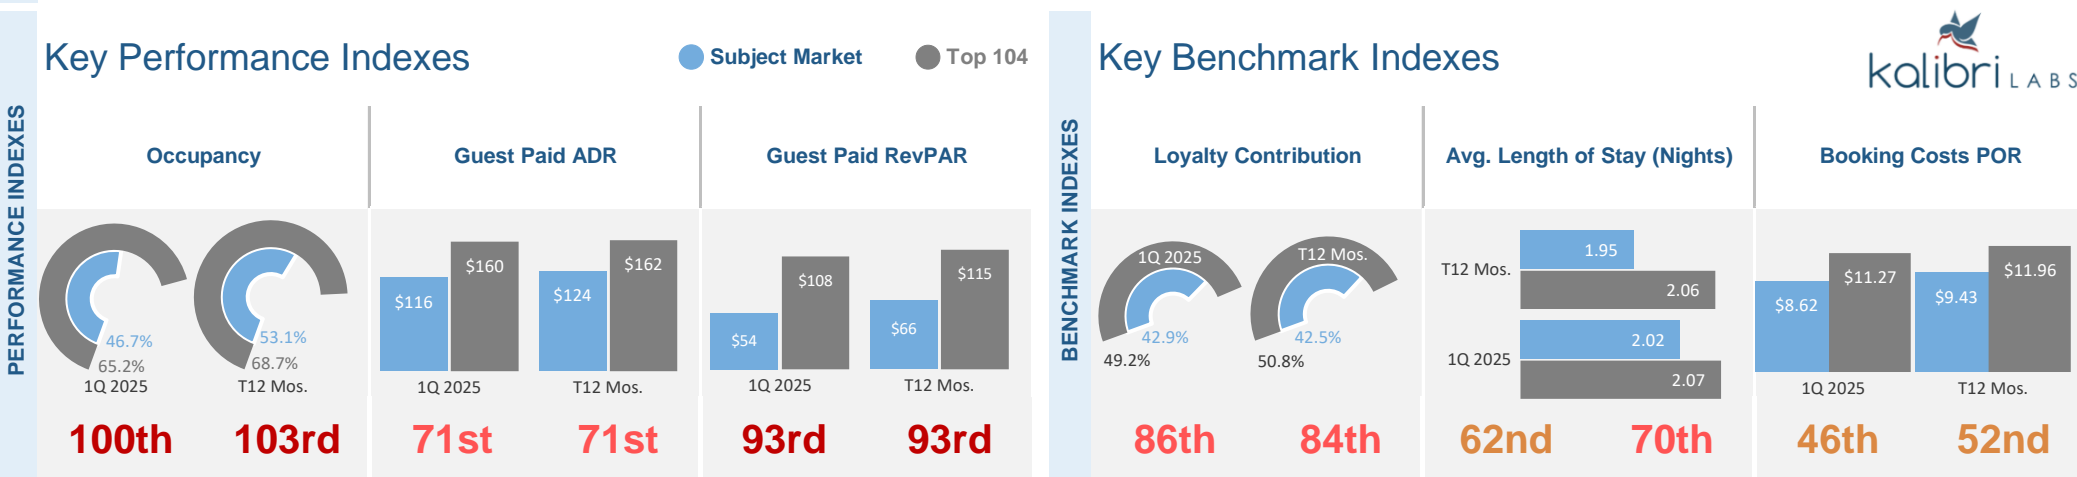 PERFORMANCE INDEXES
Key Performance Indexes
Subject Market
Top 104
Occupancy
Guest Paid ADR
Guest Paid RevPAR
46.7%
65.2%
1Q 2025
53.1%
68.7%
T12 Mos.
$116
$160
1Q 2025
$124
$162
T12 Mos.
$54
$108
1Q 2025
$66
$115
T12 Mos.
100th
103rd
71st
71st
93rd
93rd
BENCHMARK INDEXES
Key Benchmark Indexes
kalibri LABS
Loyalty Contribution
Avg. Length of Stay (Nights)
Booking Costs POR
1Q 2025
42.9%
49.2%
T12 Mos.
42.5%
50.8%
T12 Mos.
1.95
2.06
1Q 2025
2.02
2.07
$8.62
$11.27
1Q 2025
$9.43
$11.96
T12 Mos.
86th
84th
62nd
70th
46th
52nd